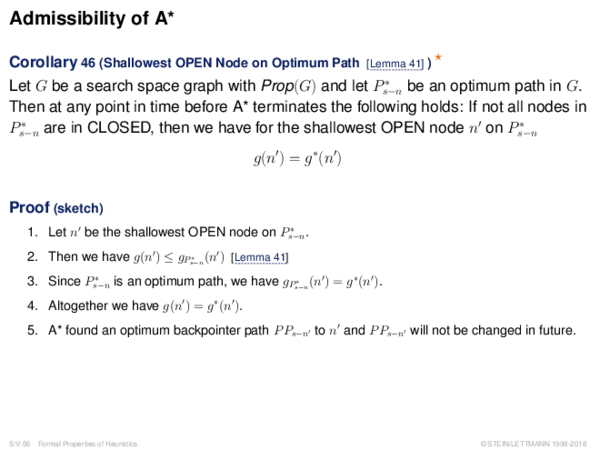 Admissibility of A*
Corollary 46 (Shallowest OPEN Node on Optimum Path [Lemma 41] ) ★
Let G be a search space graph with Prop(G) and let P*ₛ₋ₙ be an optimum path in G.
Then at any point in time before A* terminates the following holds: If not all nodes in
P*ₛ₋ₙ are in CLOSED, then we have for the shallowest OPEN node n′ on P*ₛ₋ₙ
g(n′) = g*(n′)
Proof (sketch)
1. Let n′ be the shallowest OPEN node on P*ₛ₋ₙ.
2. Then we have g(n′) ≤ g_{P*ₛ₋ₙ}(n′) [Lemma 41]
3. Since P*ₛ₋ₙ is an optimum path, we have g_{P*ₛ₋ₙ}(n′) = g*(n′).
4. Altogether we have g(n′) = g*(n′).
5. A* found an optimum backpointer path PPₛ₋ₙ′ to n′ and PPₛ₋ₙ′ will not be changed in future.
S:V-56 Formal Properties of Heuristics © STEIN/LETTMANN 1998-2018